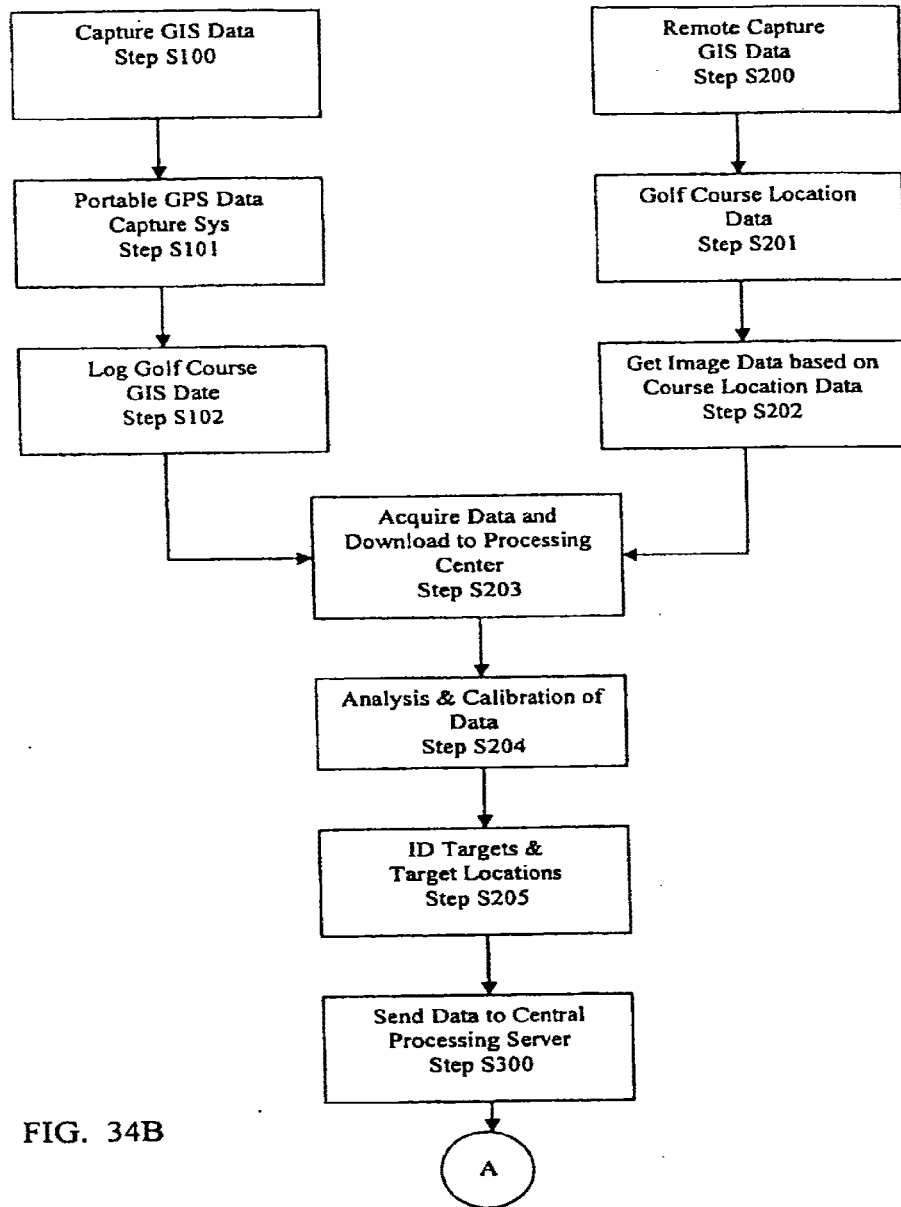 Capture GIS Data
Step S100
Remote Capture
GIS Data
Step S200
Portable GPS Data
Capture Sys
Step S101
Golf Course Location
Data
Step S201
Log Golf Course
GIS Date
Step S102
Get Image Data based on
Course Location Data
Step S202
Acquire Data and
Download to Processing
Center
Step S203
Analysis & Calibration of
Data
Step S204
ID Targets &
Target Locations
Step S205
Send Data to Central
Processing Server
Step S300
FIG. 34B
A